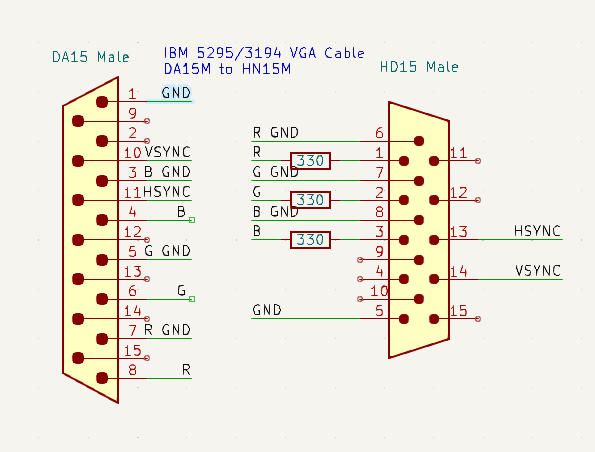 DA15 Male
IBM 5295/3194 VGA Cable
DA15M to HN15M
HD15 Male
1 GND
9
2
10 VSYNC
3 B GND
11 HSYNC
4 B
12
5 G GND
13
6 G
14
7 R GND
15
8 R
R GND 6
R 330 1
11
G GND 7
G 330 2
12
B GND 8
B 330 3
13 HSYNC
9
4
14 VSYNC
10
GND 5
15